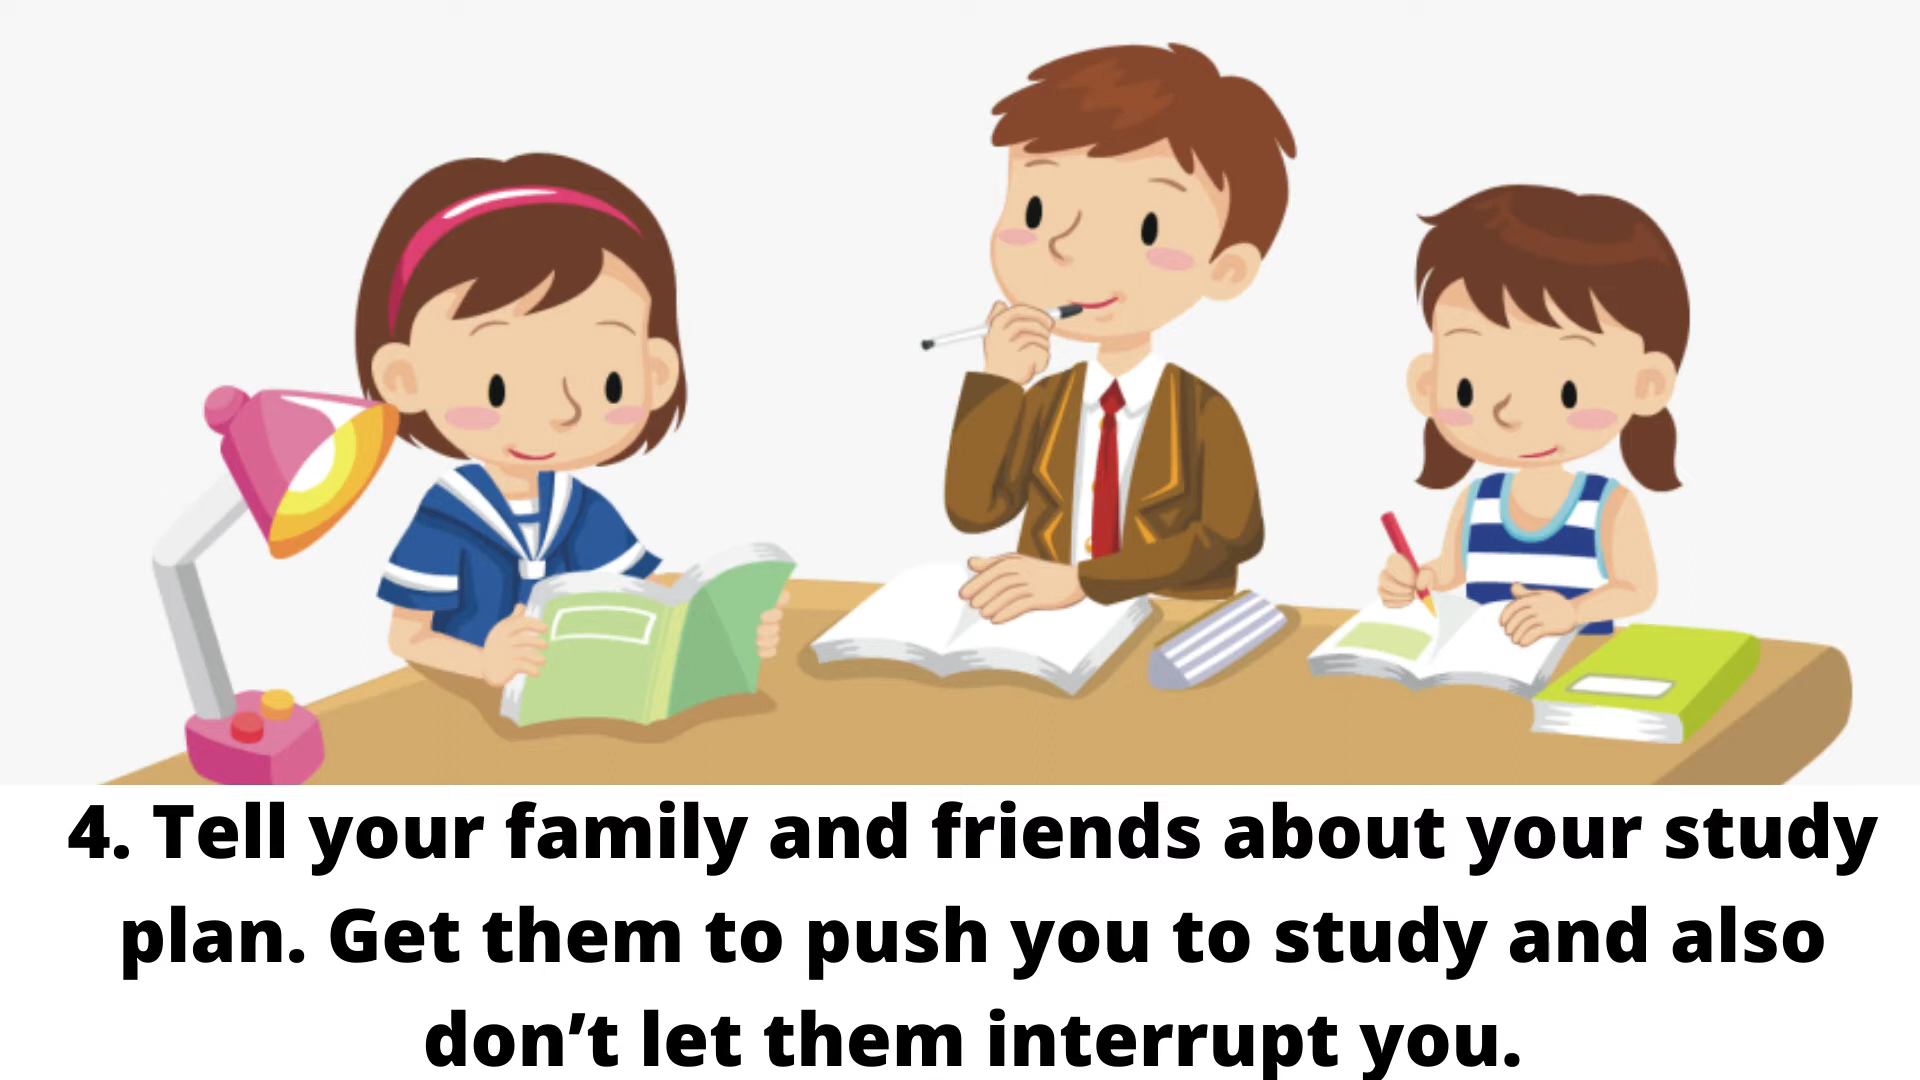 4. Tell your family and friends about your study
plan. Get them to push you to study and also
don’t let them interrupt you.